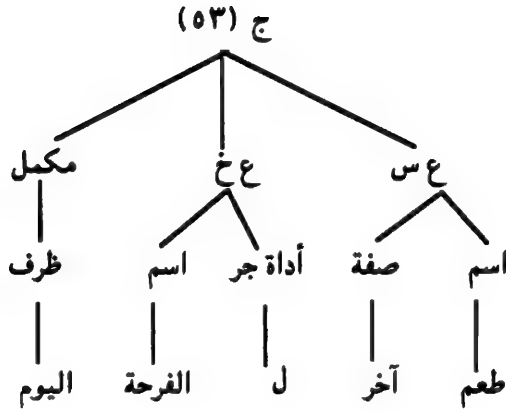 ج (٥٣)
ع س ع خ مكمل
اسم صفة أداة جر اسم ظرف
طعم آخر ل الفرحة اليوم